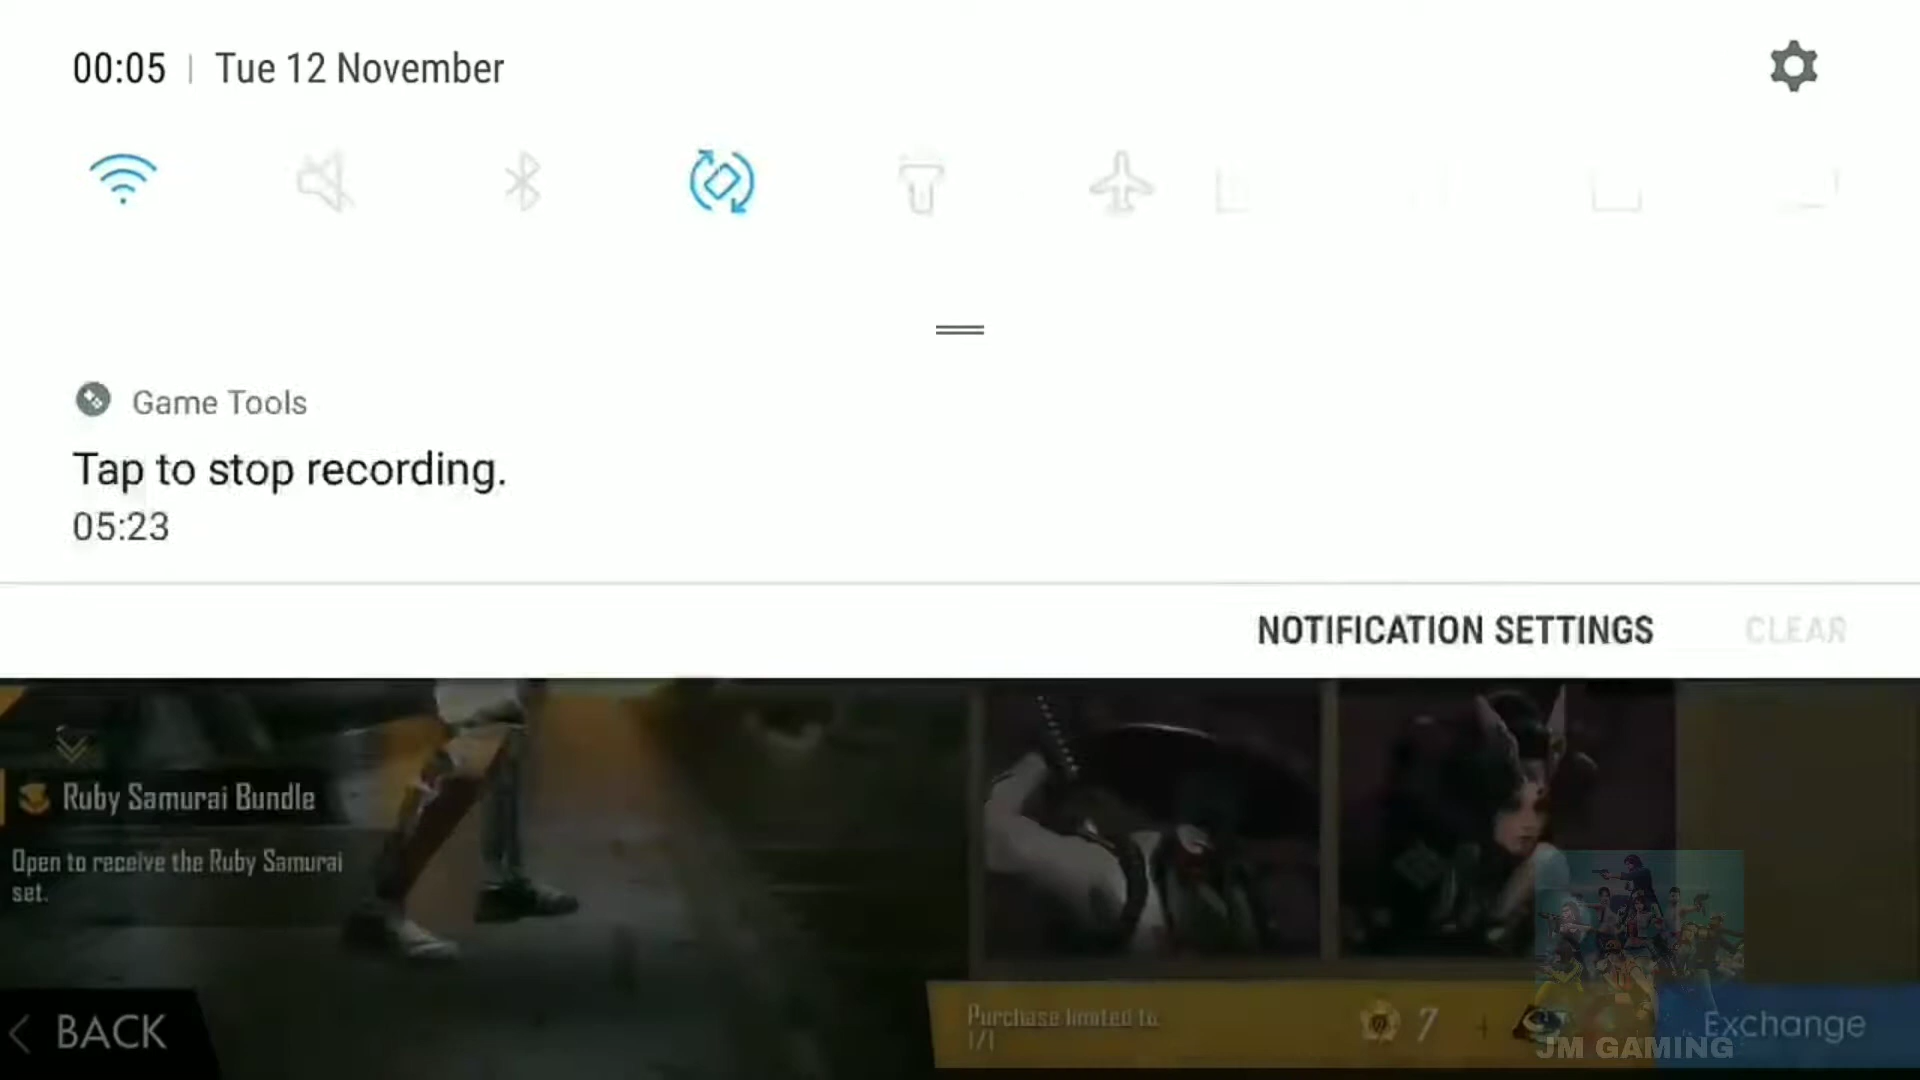 00:05 | Tue 12 November
Game Tools
Tap to stop recording.
05:23
NOTIFICATION SETTINGS CLEAR
Ruby Samurai Bundle
Open to receive the Ruby Samurai
set.
BACK
Purchase limited to:
1/1
7 +
Exchange
JM GAMING